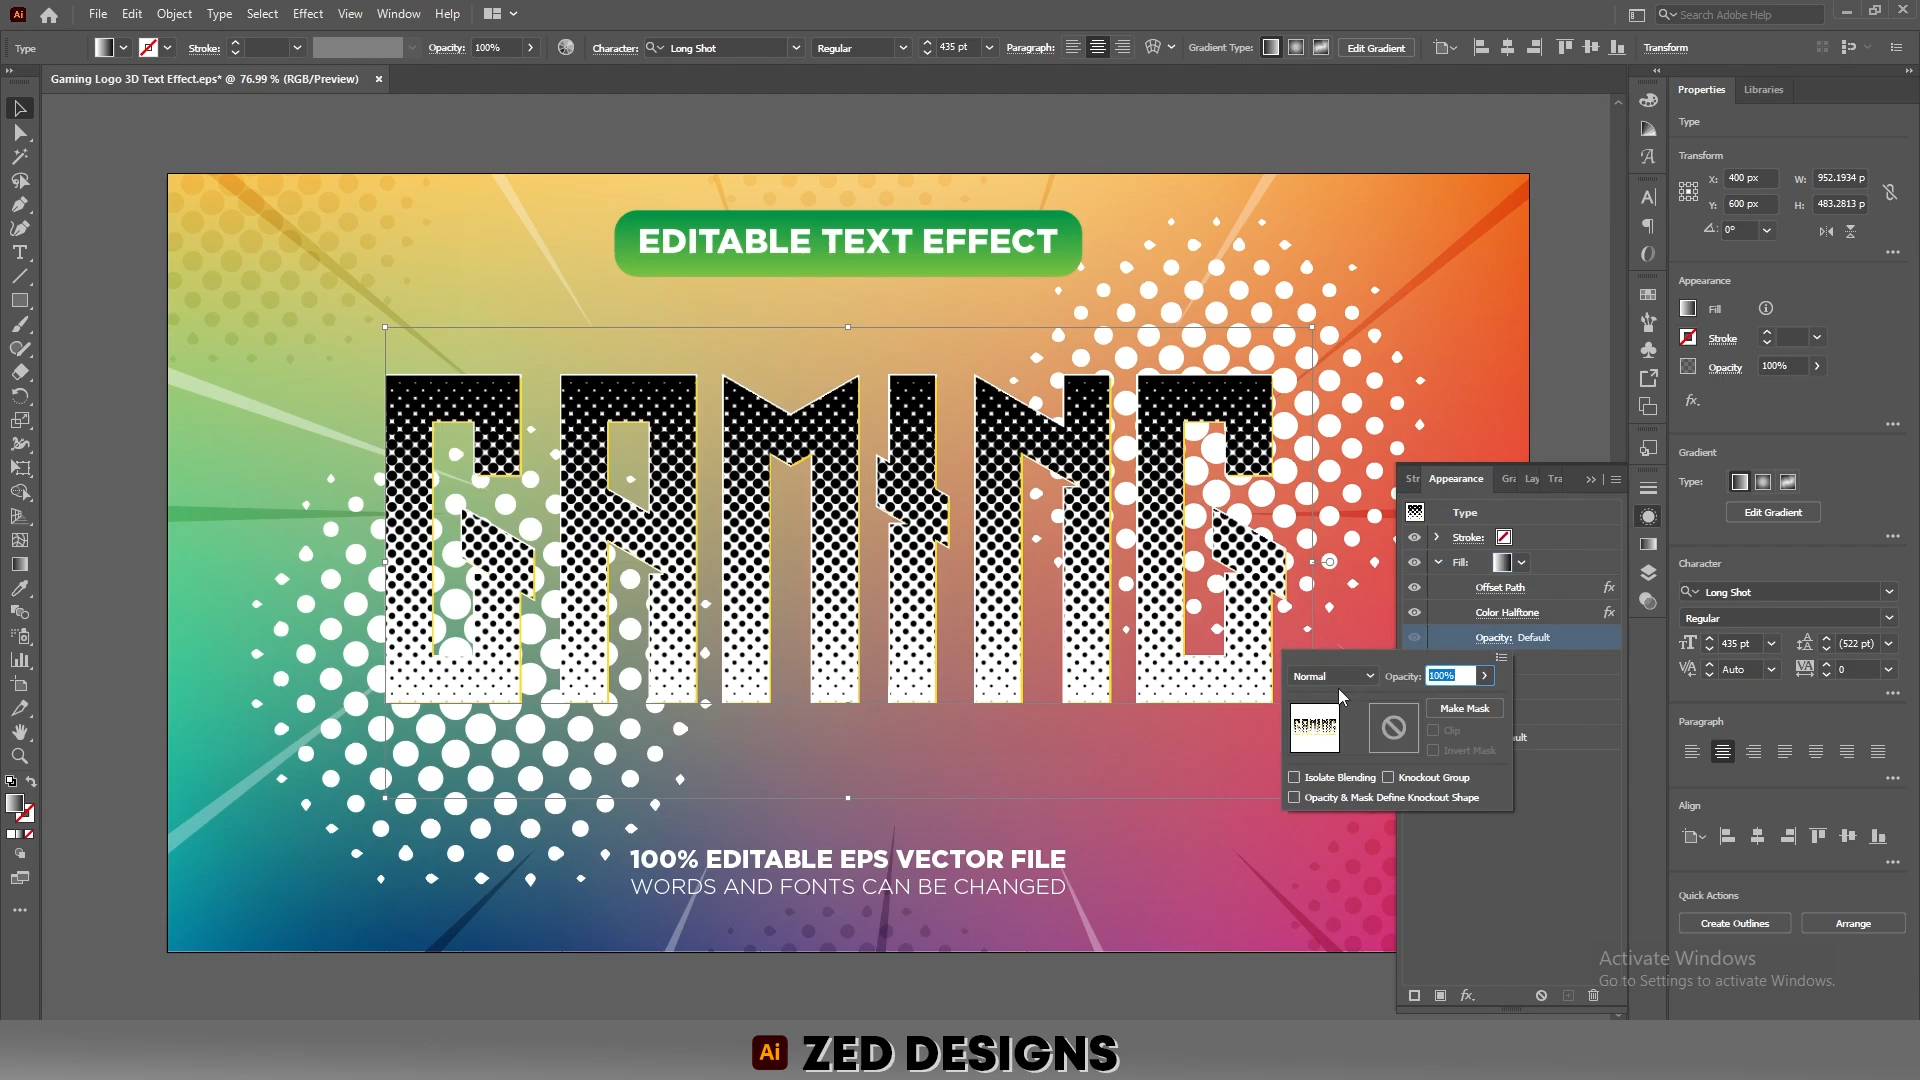 Ai File Edit Object Type Select Effect View Window Help Search Adobe Help
Type Stroke: Opacity: 100% Character: Long Shot Regular 435 pt Paragraph: Gradient Type: Edit Gradient Transform
Gaming Logo 3D Text Effect.eps* @ 76.99 % (RGB/Preview) ×
Properties Libraries
Type
Transform
X: 400 px W: 952.1934 p
Y: 600 px H: 483.2813 p
0°
Appearance
Fill
Stroke
Opacity 100%
fx.
Gradient
Type:
Edit Gradient
Character
Long Shot
Regular
435 pt (522 pt)
Auto 0
Paragraph
Align
Quick Actions
Create Outlines Arrange
EDITABLE TEXT EFFECT
GAMING
100% EDITABLE EPS VECTOR FILE
WORDS AND FONTS CAN BE CHANGED
Str Appearance Gra Lay Tra
Type
Stroke:
Fill:
Offset Path fx
Color Halftone fx
Opacity: Default
Normal Opacity: 100%
Make Mask
GAMING
Clip
Invert Mask
Isolate Blending Knockout Group
Opacity & Mask Define Knockout Shape
ault
fx.
Activate Windows
Go to Settings to activate Windows.
Ai ZED DESIGNS